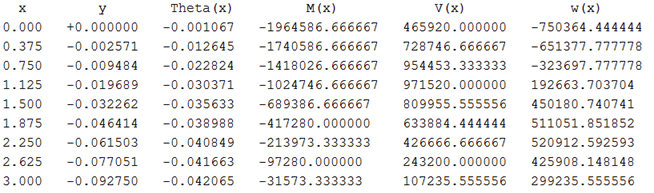 x y Theta(x) M(x) V(x) w(x)
0.000 +0.000000 -0.001067 -1964586.666667 465920.000000 -750364.444444
0.375 -0.002571 -0.012645 -1740586.666667 728746.666667 -651377.777778
0.750 -0.009484 -0.022824 -1418026.666667 954453.333333 -323697.777778
1.125 -0.019689 -0.030371 -1024746.666667 971520.000000 192663.703704
1.500 -0.032262 -0.035633 -689386.666667 809955.555556 450180.740741
1.875 -0.046414 -0.038988 -417280.000000 633884.444444 511051.851852
2.250 -0.061503 -0.040849 -213973.333333 426666.666667 520912.592593
2.625 -0.077051 -0.041663 -97280.000000 243200.000000 425908.148148
3.000 -0.092750 -0.042065 -31573.333333 107235.555556 299235.555556